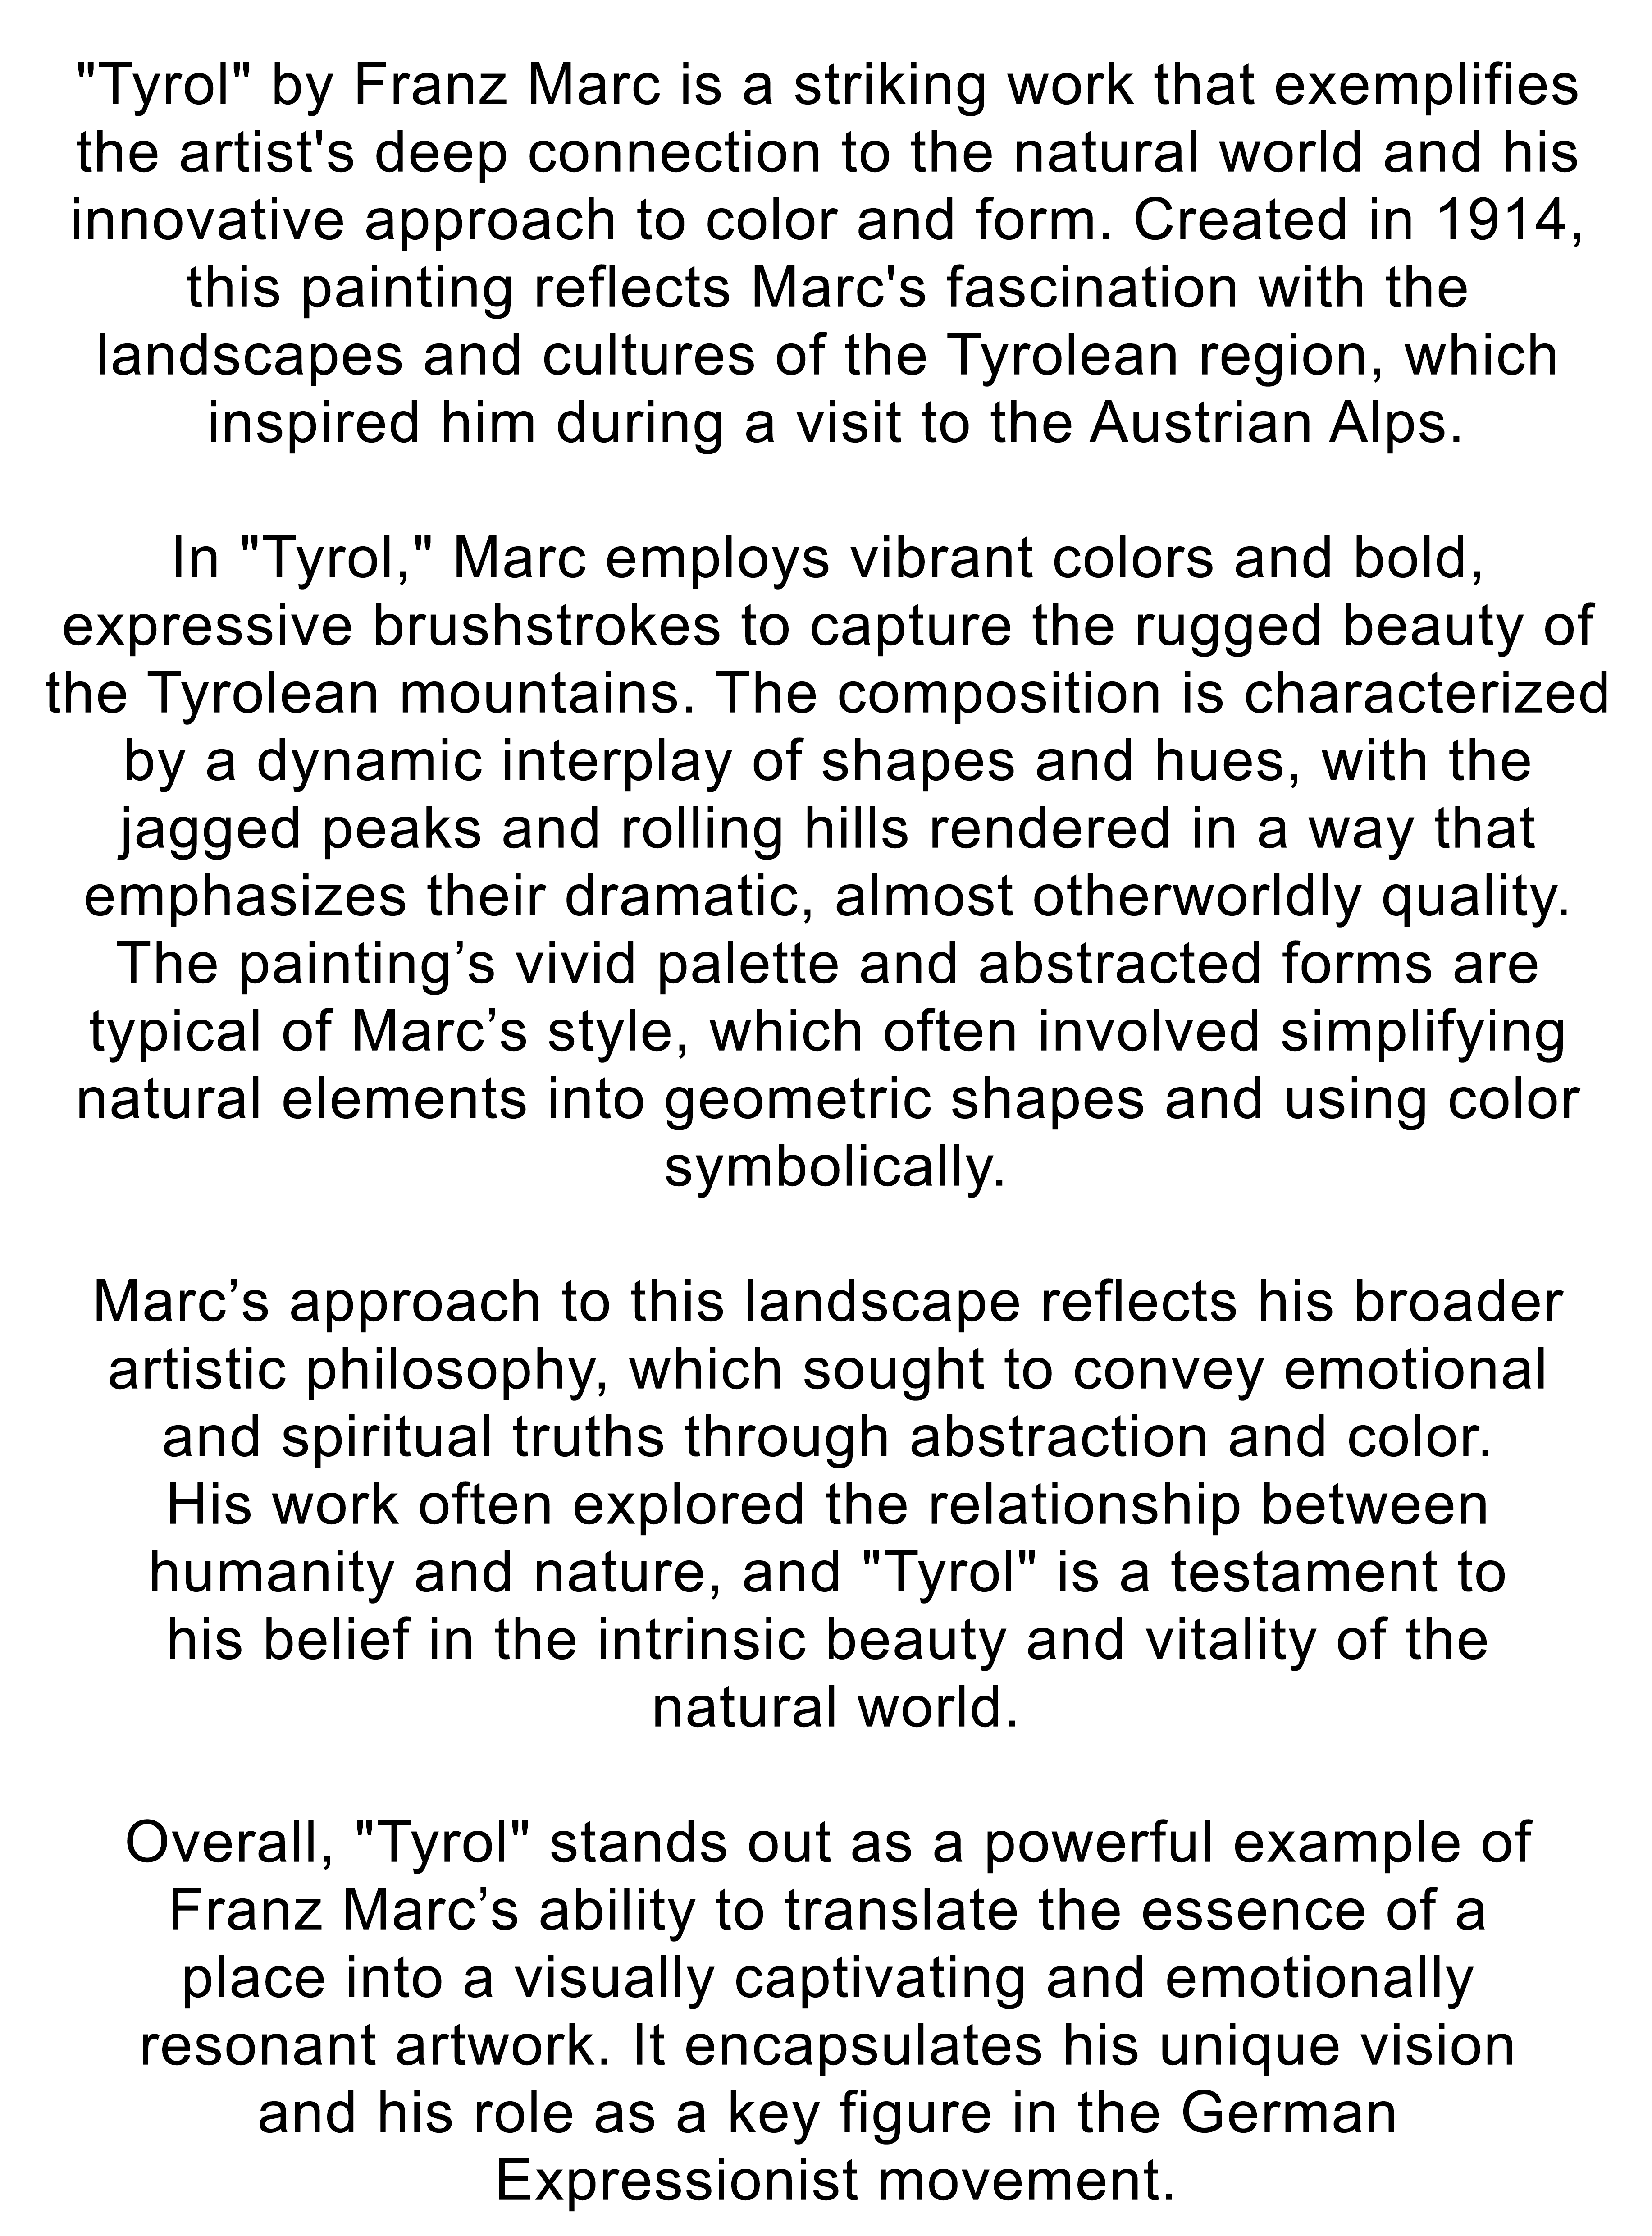 "Tyrol" by Franz Marc is a striking work that exemplifies
the artist's deep connection to the natural world and his
innovative approach to color and form. Created in 1914,
this painting reflects Marc's fascination with the
landscapes and cultures of the Tyrolean region, which
inspired him during a visit to the Austrian Alps.
In "Tyrol," Marc employs vibrant colors and bold,
expressive brushstrokes to capture the rugged beauty of
the Tyrolean mountains. The composition is characterized
by a dynamic interplay of shapes and hues, with the
jagged peaks and rolling hills rendered in a way that
emphasizes their dramatic, almost otherworldly quality.
The painting’s vivid palette and abstracted forms are
typical of Marc’s style, which often involved simplifying
natural elements into geometric shapes and using color
symbolically.
Marc’s approach to this landscape reflects his broader
artistic philosophy, which sought to convey emotional
and spiritual truths through abstraction and color.
His work often explored the relationship between
humanity and nature, and "Tyrol" is a testament to
his belief in the intrinsic beauty and vitality of the
natural world.
Overall, "Tyrol" stands out as a powerful example of
Franz Marc’s ability to translate the essence of a
place into a visually captivating and emotionally
resonant artwork. It encapsulates his unique vision
and his role as a key figure in the German
Expressionist movement.